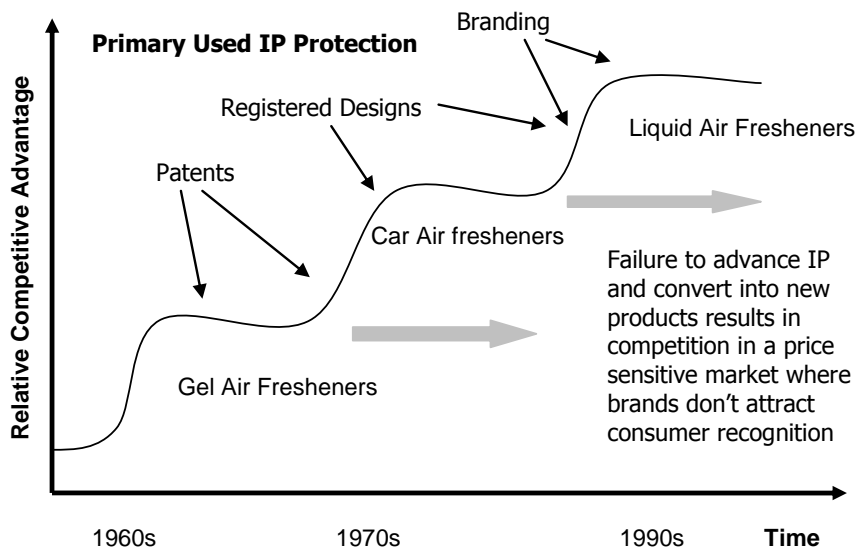 Branding
Primary Used IP Protection
Registered Designs
Liquid Air Fresheners
Patents
Car Air fresheners
Failure to advance IP
and convert into new
products results in
competition in a price
sensitive market where
brands don’t attract
consumer recognition
Gel Air Fresheners
Relative Competitive Advantage
1960s 1970s 1990s Time